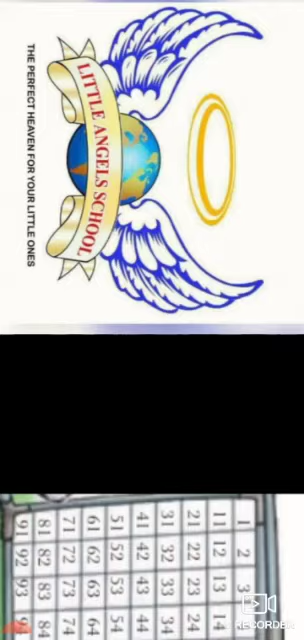 LITTLE ANGELS SCHOOL
THE PERFECT HEAVEN FOR YOUR LITTLE ONES
1 2 3
11 12 13 14
21 22 23 24
31 32 33 34
41 42 43 44
51 52 53 54
61 62 63 64
71 72 73 74
81 82 83 84
91 92 93
RECORDE